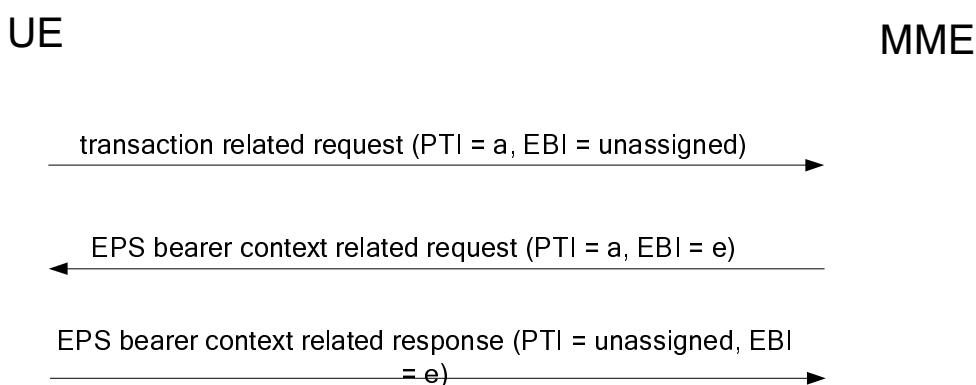 UE
MME
transaction related request (PTI = a, EBI = unassigned)
EPS bearer context related request (PTI = a, EBI = e)
EPS bearer context related response (PTI = unassigned, EBI
= e)